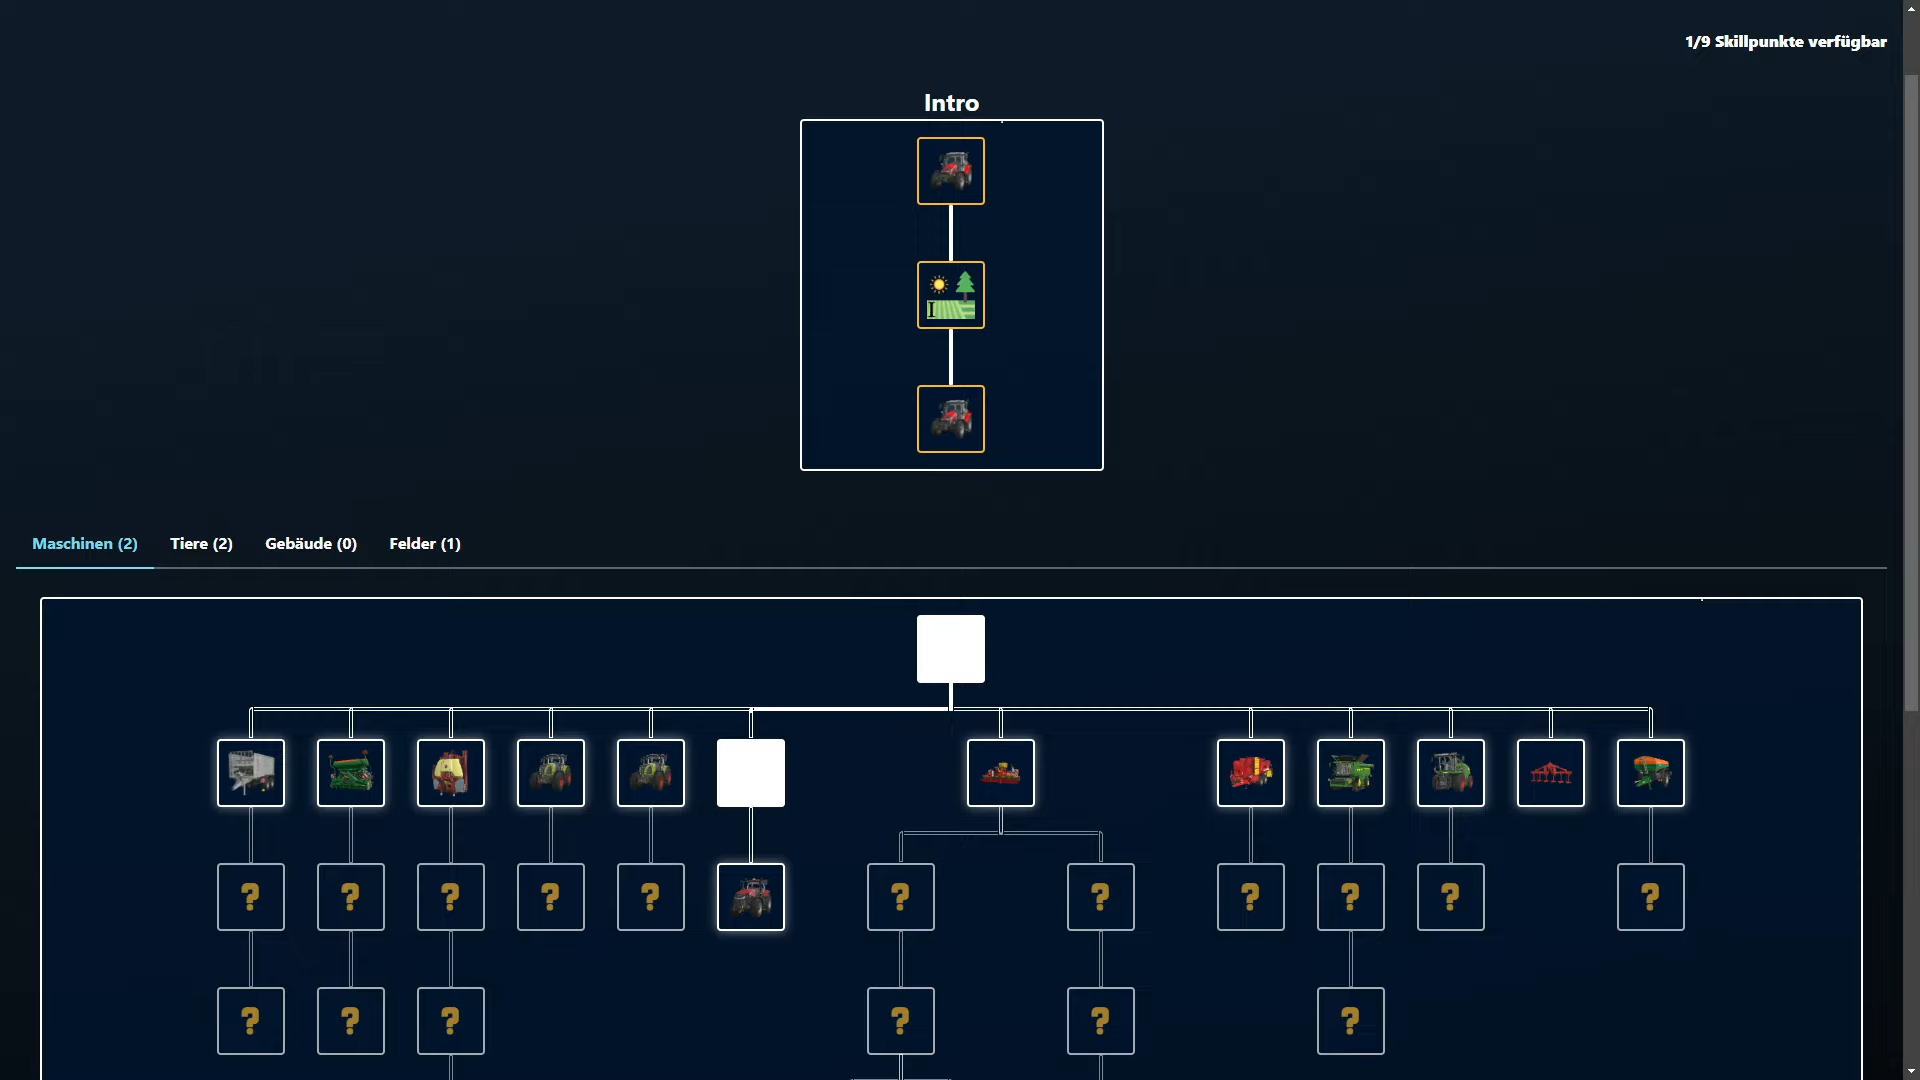 1/9 Skillpunkte verfügbar
Intro
I
Maschinen (2) Tiere (2) Gebäude (0) Felder (1)
? ? ? ? ? ? ? ? ? ? ?
? ? ? ? ? ?